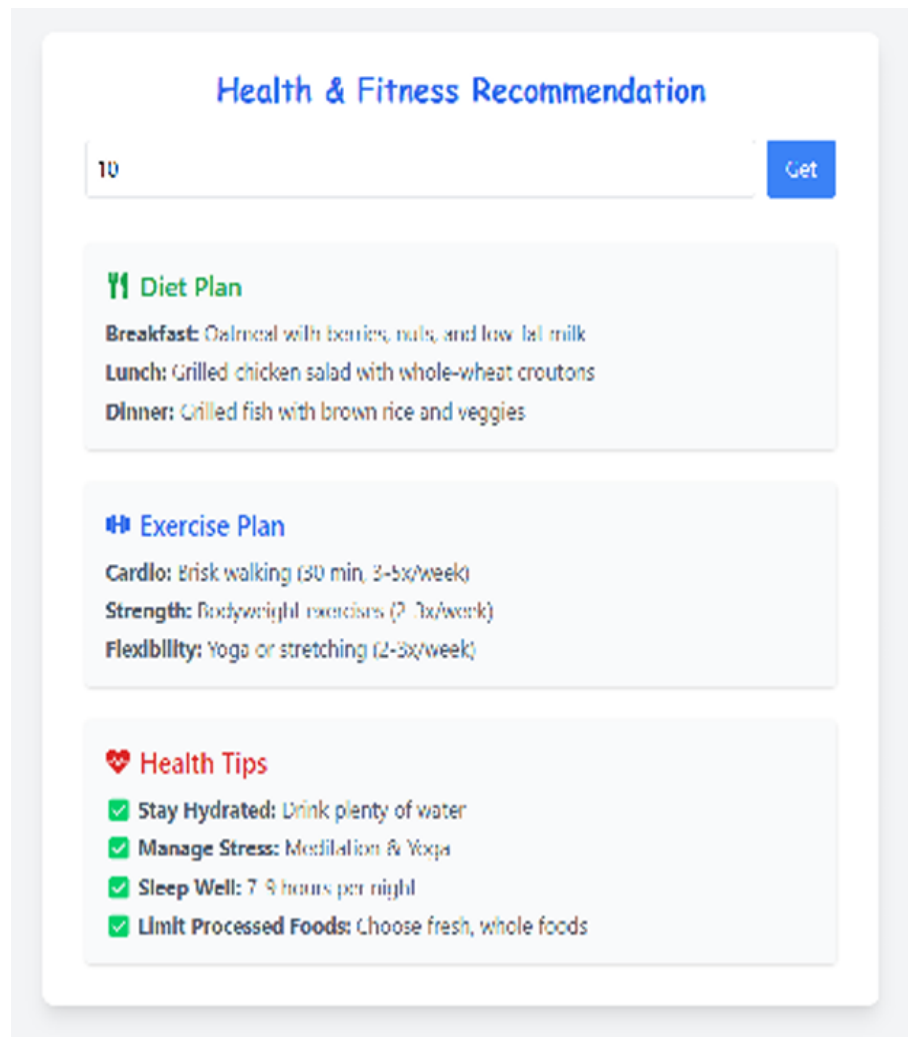 Health & Fitness Recommendation
10
Get
Diet Plan
Breakfast: Oatmeal with berries, nuts, and low-fat milk
Lunch: Grilled chicken salad with whole-wheat croutons
Dinner: Grilled fish with brown rice and veggies
Exercise Plan
Cardio: Brisk walking (30 min, 3-5x/week)
Strength: Bodyweight exercises (2-3x/week)
Flexibility: Yoga or stretching (2-3x/week)
Health Tips
Stay Hydrated: Drink plenty of water
Manage Stress: Meditation & Yoga
Sleep Well: 7-9 hours per night
Limit Processed Foods: Choose fresh, whole foods